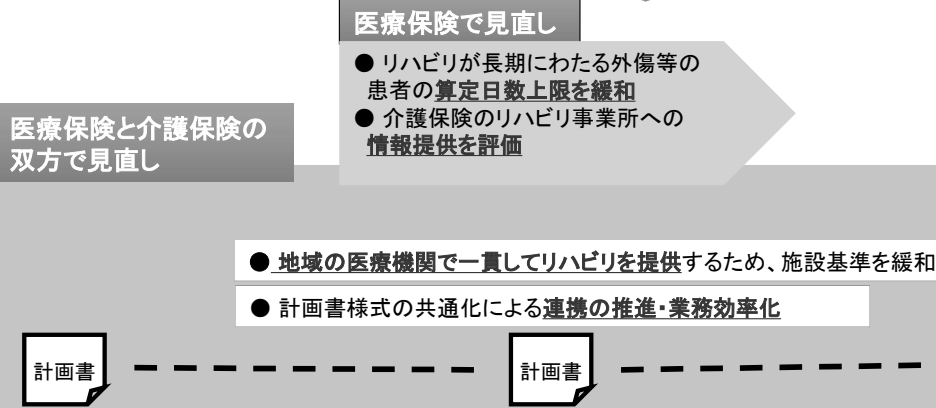 医療保険で見直し
● リハビリが長期にわたる外傷等の
患者の算定日数上限を緩和
● 介護保険のリハビリ事業所への
情報提供を評価
医療保険と介護保険の
双方で見直し
● 地域の医療機関で一貫してリハビリを提供するため、施設基準を緩和
● 計画書様式の共通化による連携の推進・業務効率化
計画書
計画書